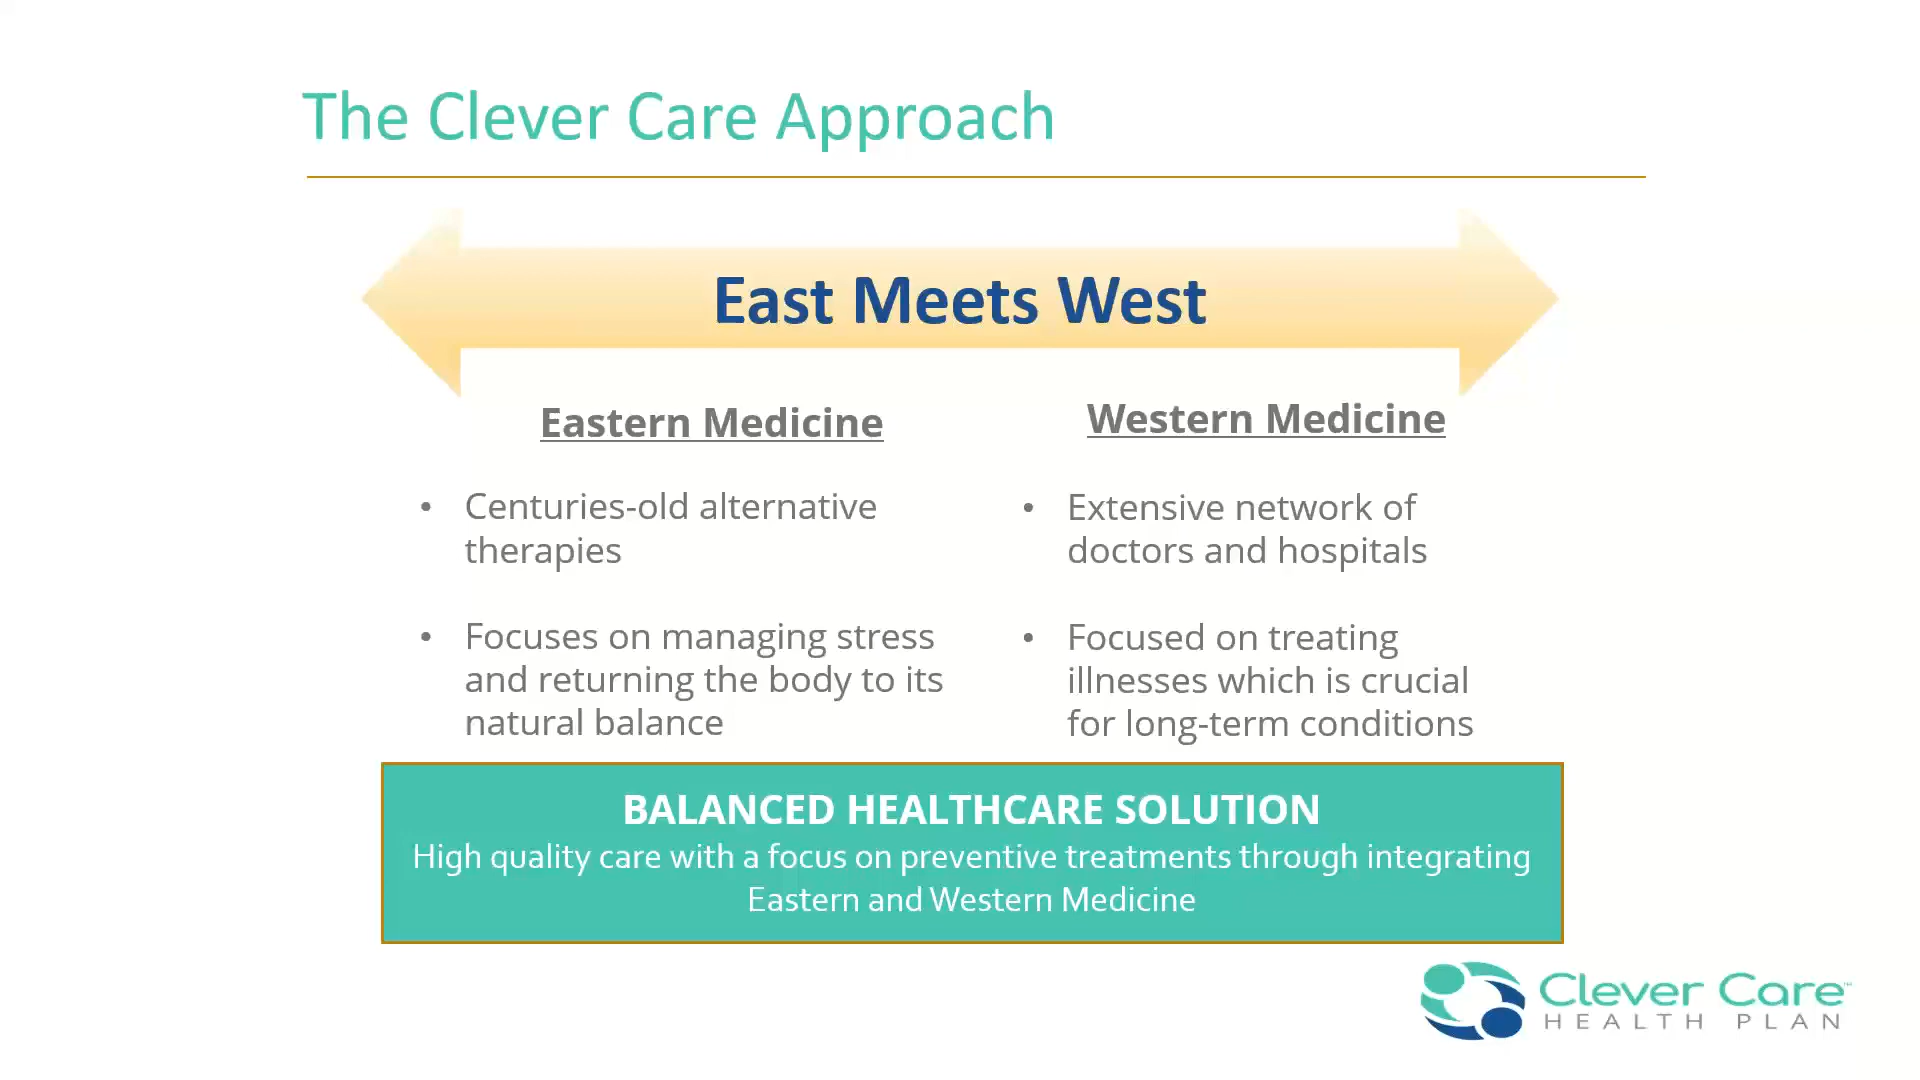 The Clever Care Approach
East Meets West
Eastern Medicine
• Centuries-old alternative
therapies
• Focuses on managing stress
and returning the body to its
natural balance
Western Medicine
• Extensive network of
doctors and hospitals
• Focused on treating
illnesses which is crucial
for long-term conditions
BALANCED HEALTHCARE SOLUTION
High quality care with a focus on preventive treatments through integrating
Eastern and Western Medicine
Clever Care™
HEALTH PLAN